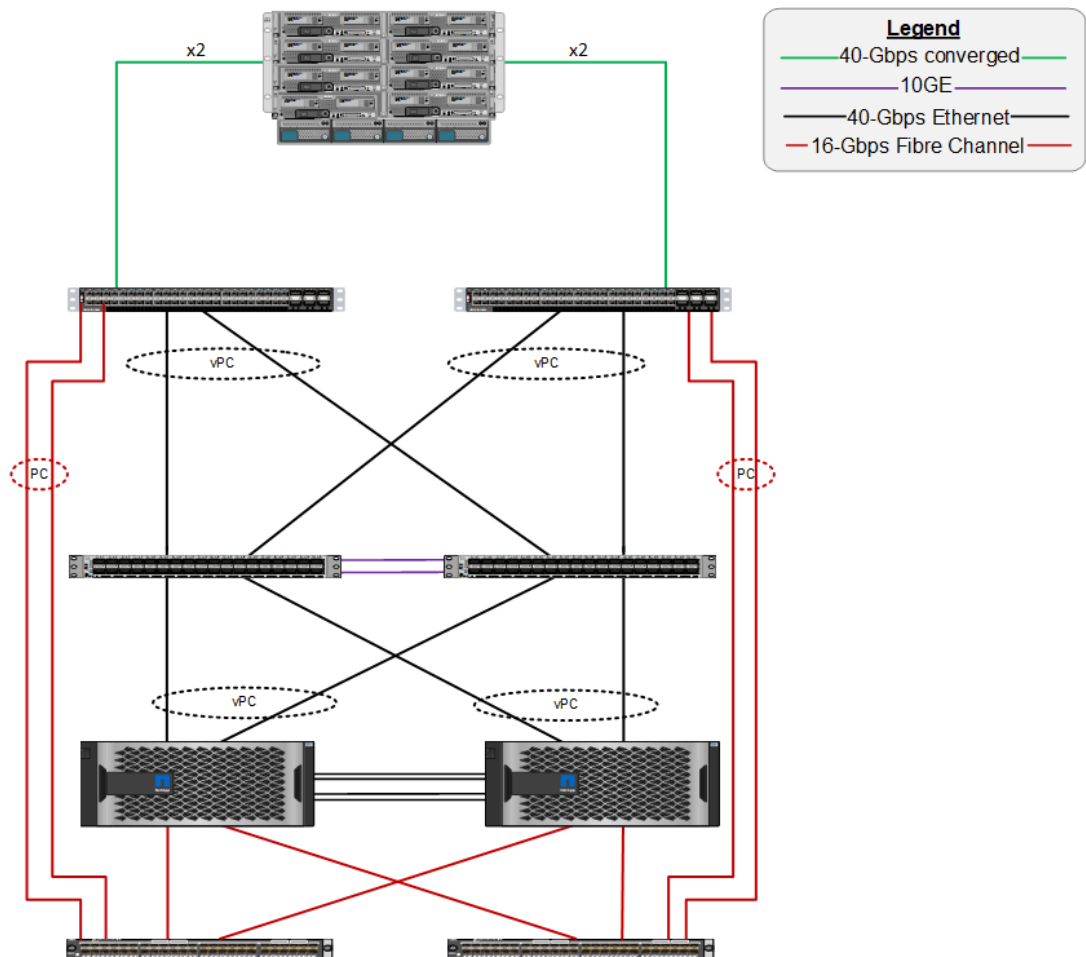 Legend
40-Gbps converged
10GE
40-Gbps Ethernet
16-Gbps Fibre Channel
x2
x2
vPC
vPC
PC
PC
vPC
vPC